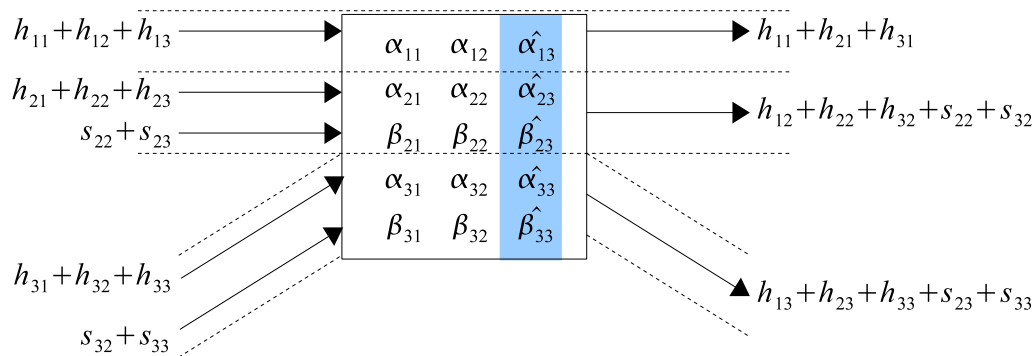 h₁₁+h₁₂+h₁₃
α₁₁ α₁₂ α̂₁₃
h₁₁+h₂₁+h₃₁
h₂₁+h₂₂+h₂₃
α₂₁ α₂₂ α̂₂₃
h₁₂+h₂₂+h₃₂+s₂₂+s₃₂
s₂₂+s₂₃
β₂₁ β₂₂ β̂₂₃
α₃₁ α₃₂ α̂₃₃
β₃₁ β₃₂ β̂₃₃
h₃₁+h₃₂+h₃₃
h₁₃+h₂₃+h₃₃+s₂₃+s₃₃
s₃₂+s₃₃